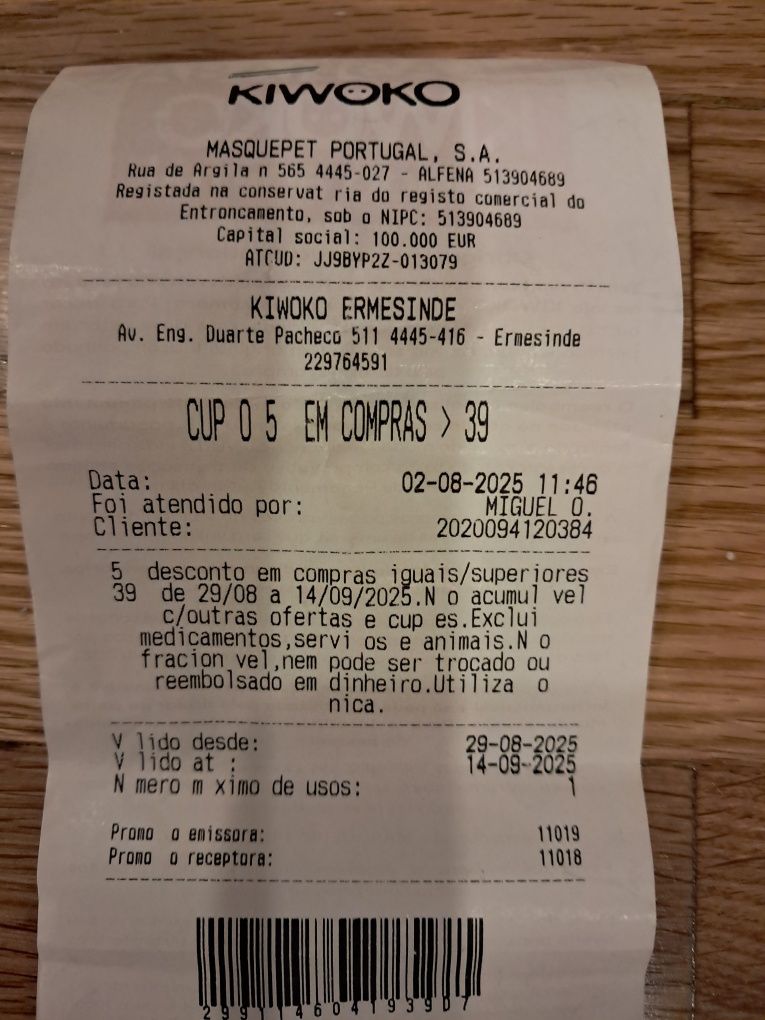 KIWOKO
MASQUEPET PORTUGAL, S.A.
Rua de Argila n 565 4445-027 - ALFENA 513904689
Registada na conservat ria do registo comercial do
Entroncamento, sob o NIPC: 513904689
Capital social: 100.000 EUR
ATCUD: JJ9BYP2Z-013079
KIWOKO ERMESINDE
Av. Eng. Duarte Pacheco 511 4445-416 - Ermesinde
229764591
CUP O 5 EM COMPRAS > 39
Data: 02-08-2025 11:46
Foi atendido por: MIGUEL O.
Cliente: 2020094120384
5 desconto em compras iguais/superiores
39 de 29/08 a 14/09/2025.N o acumul vel
c/outras ofertas e cup es.Exclui
medicamentos,servi os e animais.N o
fracion vel,nem pode ser trocado ou
reembolsado em dinheiro.Utiliza o
nica.
V lido desde: 29-08-2025
V lido at : 14-09-2025
N mero m ximo de usos: 1
Promo o emissora: 11019
Promo o receptora: 11018